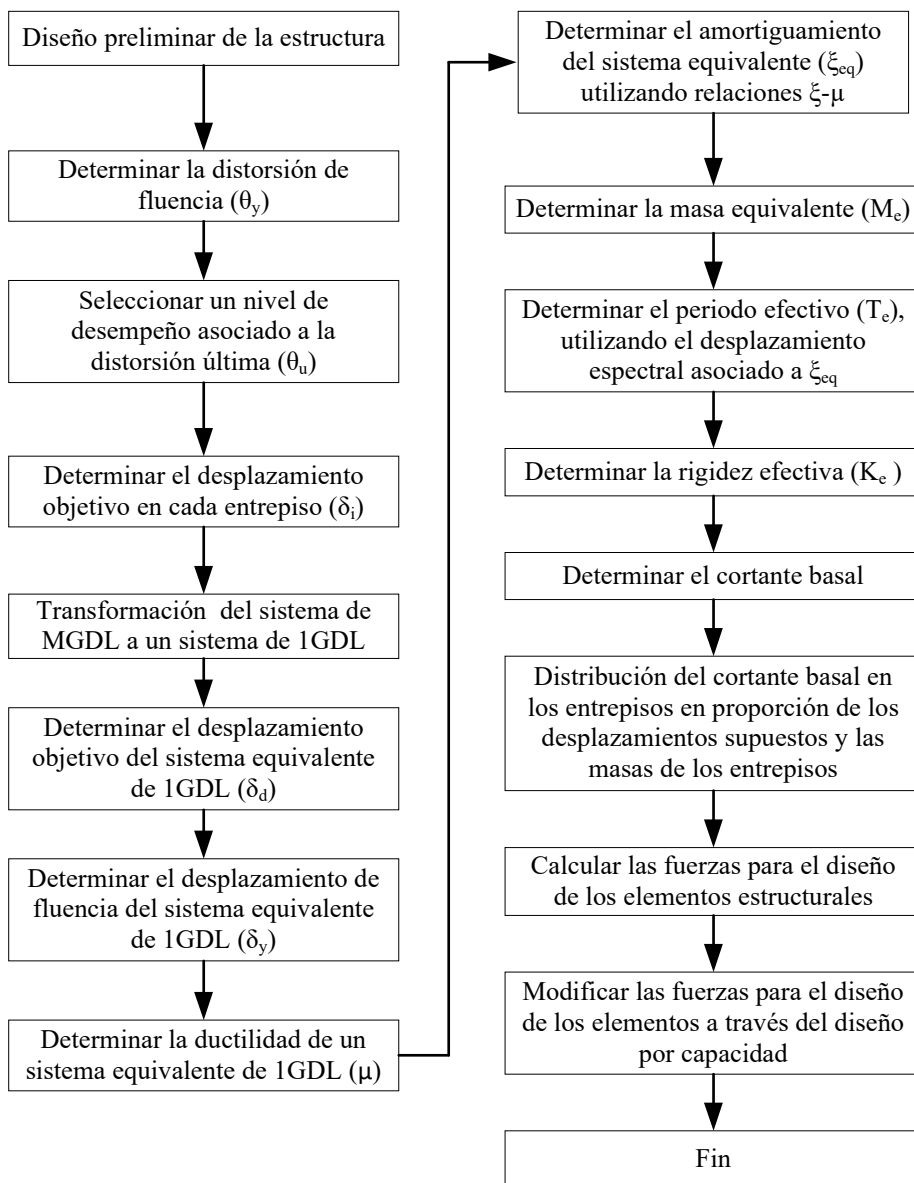 Diseño preliminar de la estructura
Determinar la distorsión de
fluencia (θy)
Seleccionar un nivel de
desempeño asociado a la
distorsión última (θu)
Determinar el desplazamiento
objetivo en cada entrepiso (δi)
Transformación del sistema de
MGDL a un sistema de 1GDL
Determinar el desplazamiento
objetivo del sistema equivalente
de 1GDL (δd)
Determinar el desplazamiento de
fluencia del sistema equivalente
de 1GDL (δy)
Determinar la ductilidad de un
sistema equivalente de 1GDL (μ)
Determinar el amortiguamiento
del sistema equivalente (ξeq)
utilizando relaciones ξ-μ
Determinar la masa equivalente (Me)
Determinar el periodo efectivo (Te),
utilizando el desplazamiento
espectral asociado a ξeq
Determinar la rigidez efectiva (Ke )
Determinar el cortante basal
Distribución del cortante basal en
los entrepisos en proporción de los
desplazamientos supuestos y las
masas de los entrepisos
Calcular las fuerzas para el diseño
de los elementos estructurales
Modificar las fuerzas para el diseño
de los elementos a través del diseño
por capacidad
Fin